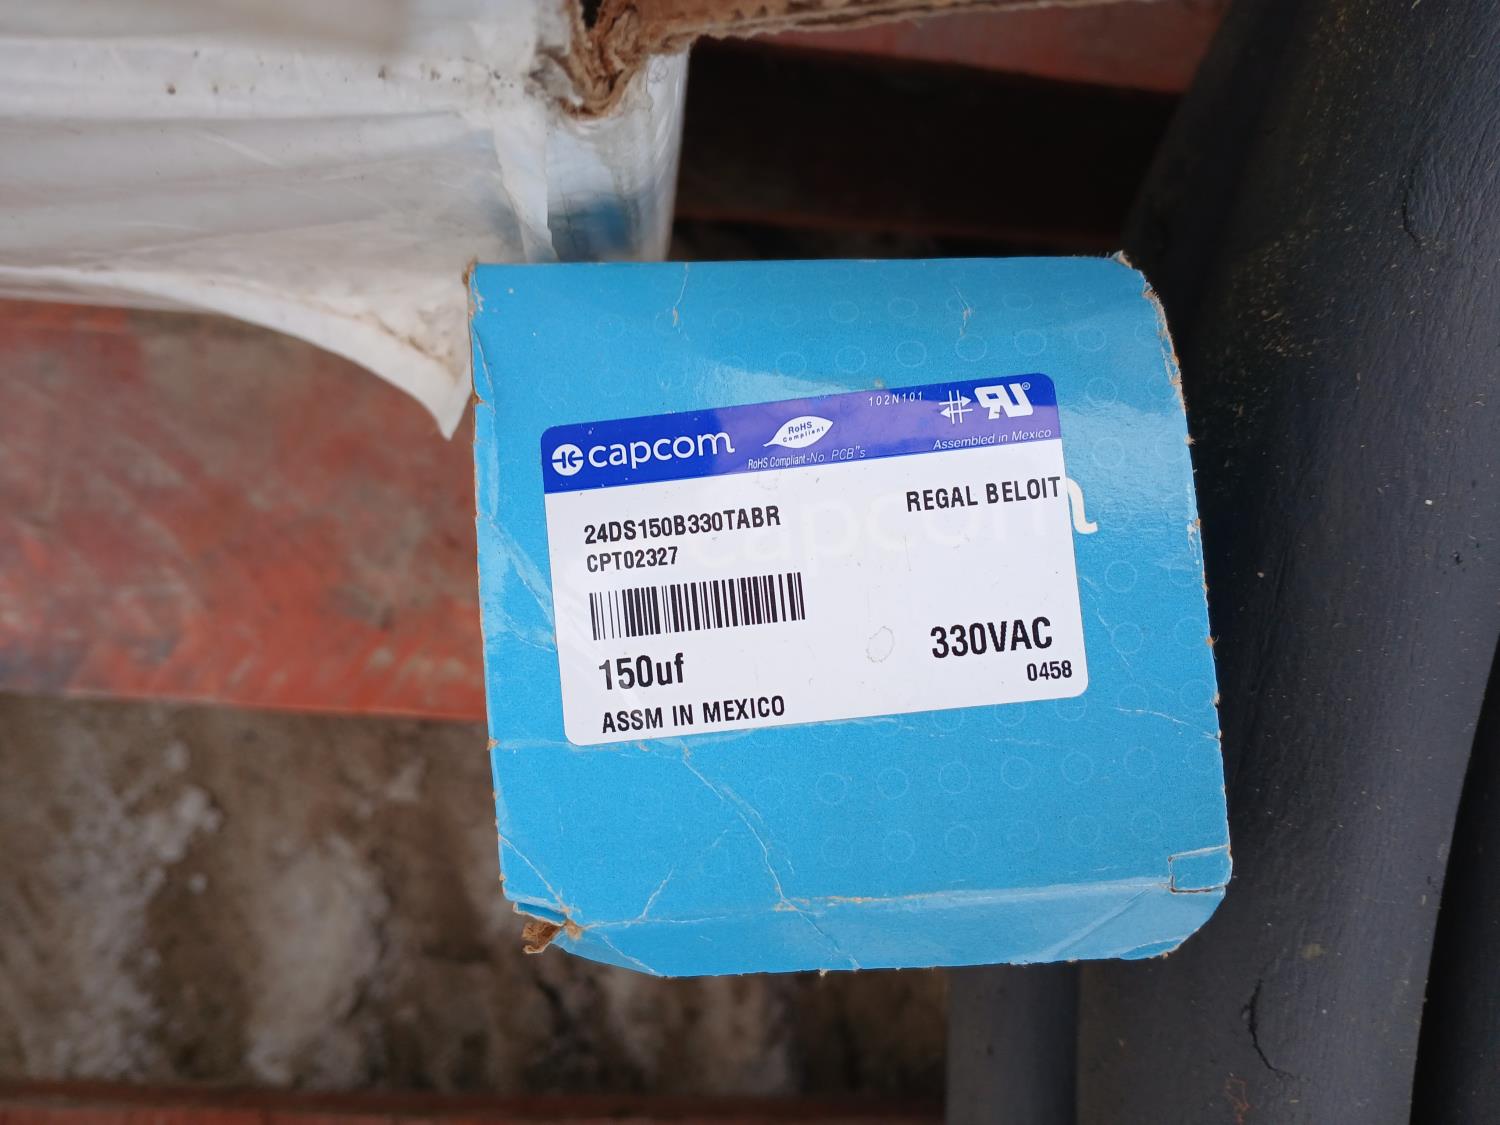 capcom
RoHS
Compliant
RoHS Compliant-No PCB"s
102N101
Assembled in Mexico
24DS150B330TABR
CPT02327
REGAL BELOIT
capcom
150uf
330VAC
0458
ASSM IN MEXICO